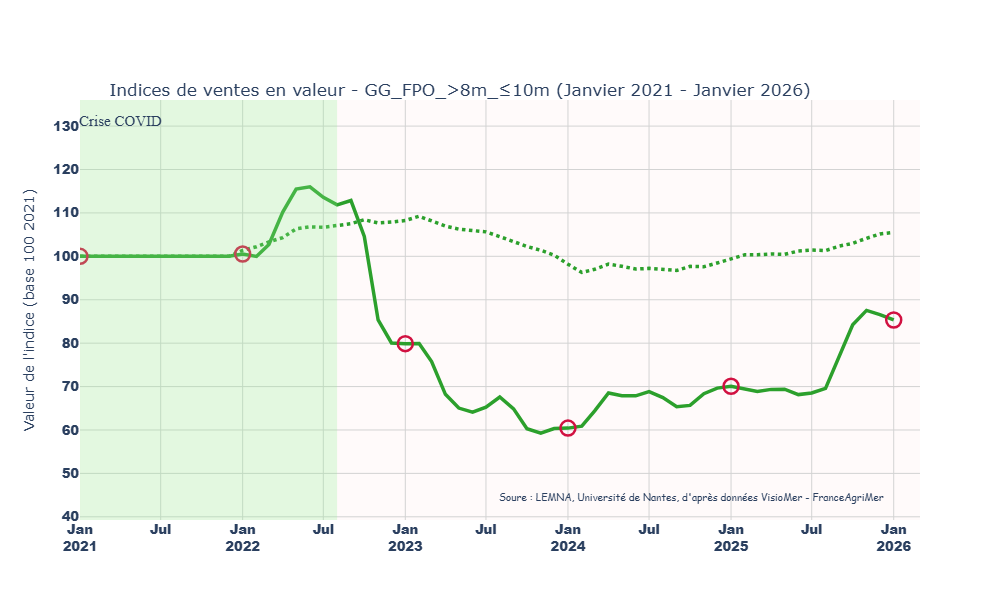 Indices de ventes en valeur - GG_FPO_>8m_≤10m (Janvier 2021 - Janvier 2026)
Crise COVID
Valeur de l'indice (base 100 2021)
130
120
110
100
90
80
70
60
50
40
Soure : LEMNA, Université de Nantes, d'après données VisioMer - FranceAgriMer
Jan Jul Jan Jul Jan Jul Jan Jul Jan Jul Jan
2021 2022 2023 2024 2025 2026